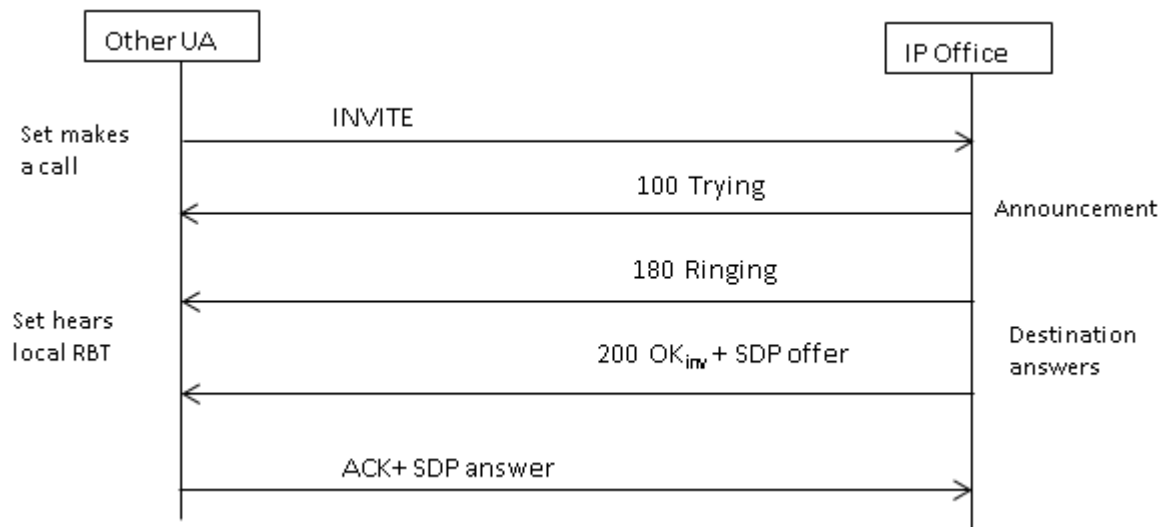 Other UA
IP Office
INVITE
Set makes
a call
100 Trying
Announcement
180 Ringing
Set hears
local RBT
Destination
answers
200 OKinv + SDP offer
ACK+ SDP answer